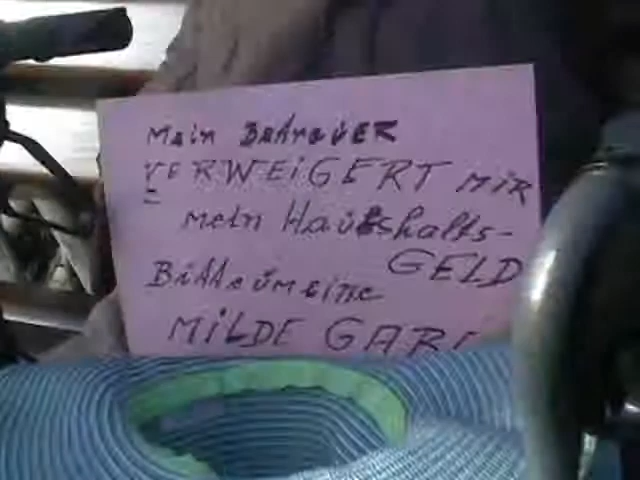 Mein BEtreuER
VERWEiGERT MiR
mein Haushalts-
GELD
Bitte um eine
MiLDE GABE